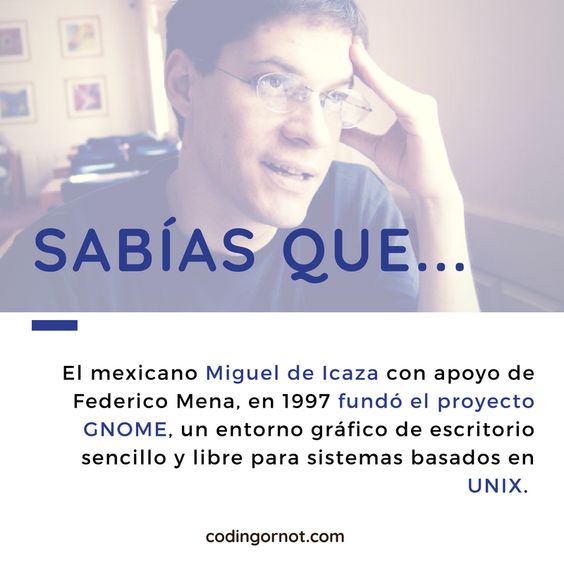 SABÍAS QUE...
El mexicano Miguel de Icaza con apoyo de
Federico Mena, en 1997 fundó el proyecto
GNOME, un entorno gráfico de escritorio
sencillo y libre para sistemas basados en
UNIX.
codingornot.com